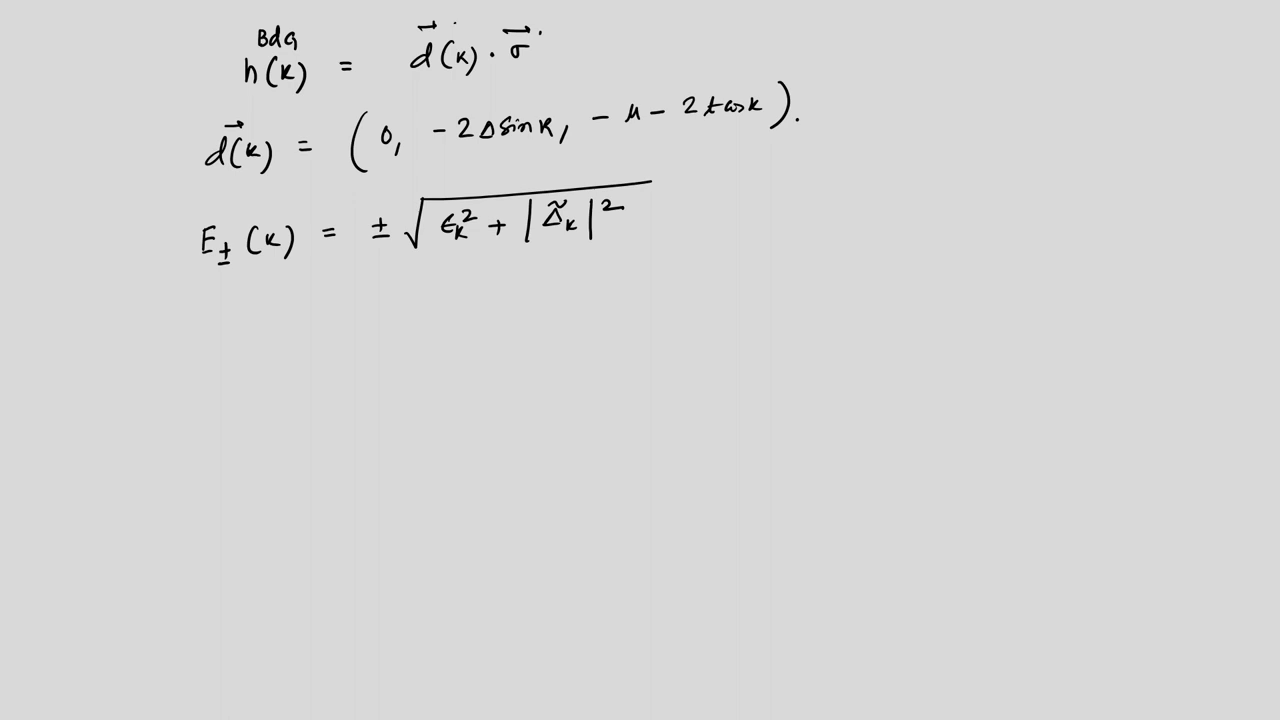 BdG
h(k) = d⃗(k) · σ⃗
d⃗(k) = (0, -2Δ sin k, -μ - 2t cos k).
E±(k) = ± √(ϵₖ² + |Δ̃ₖ|²)